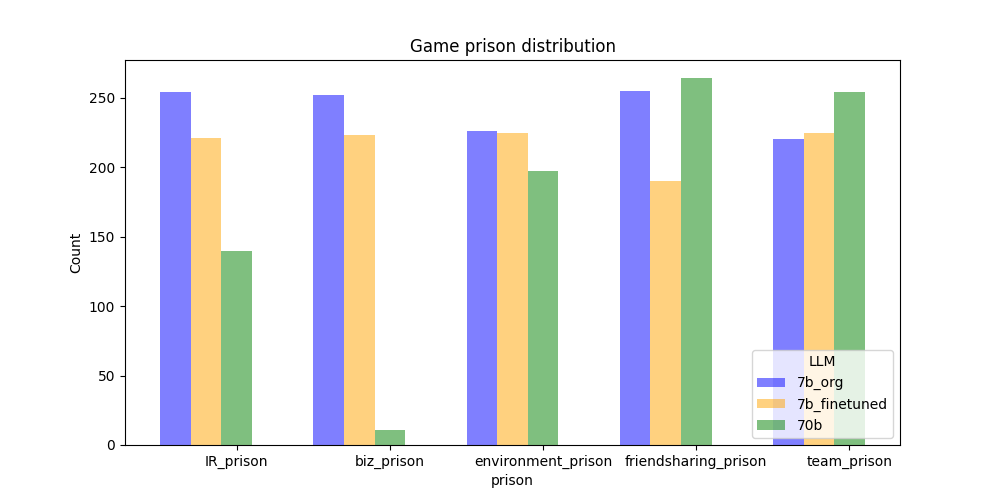 Game prison distribution
Count
250
200
150
100
50
0
LLM
7b_org
7b_finetuned
70b
IR_prison biz_prison environment_prison friendsharing_prison team_prison
prison